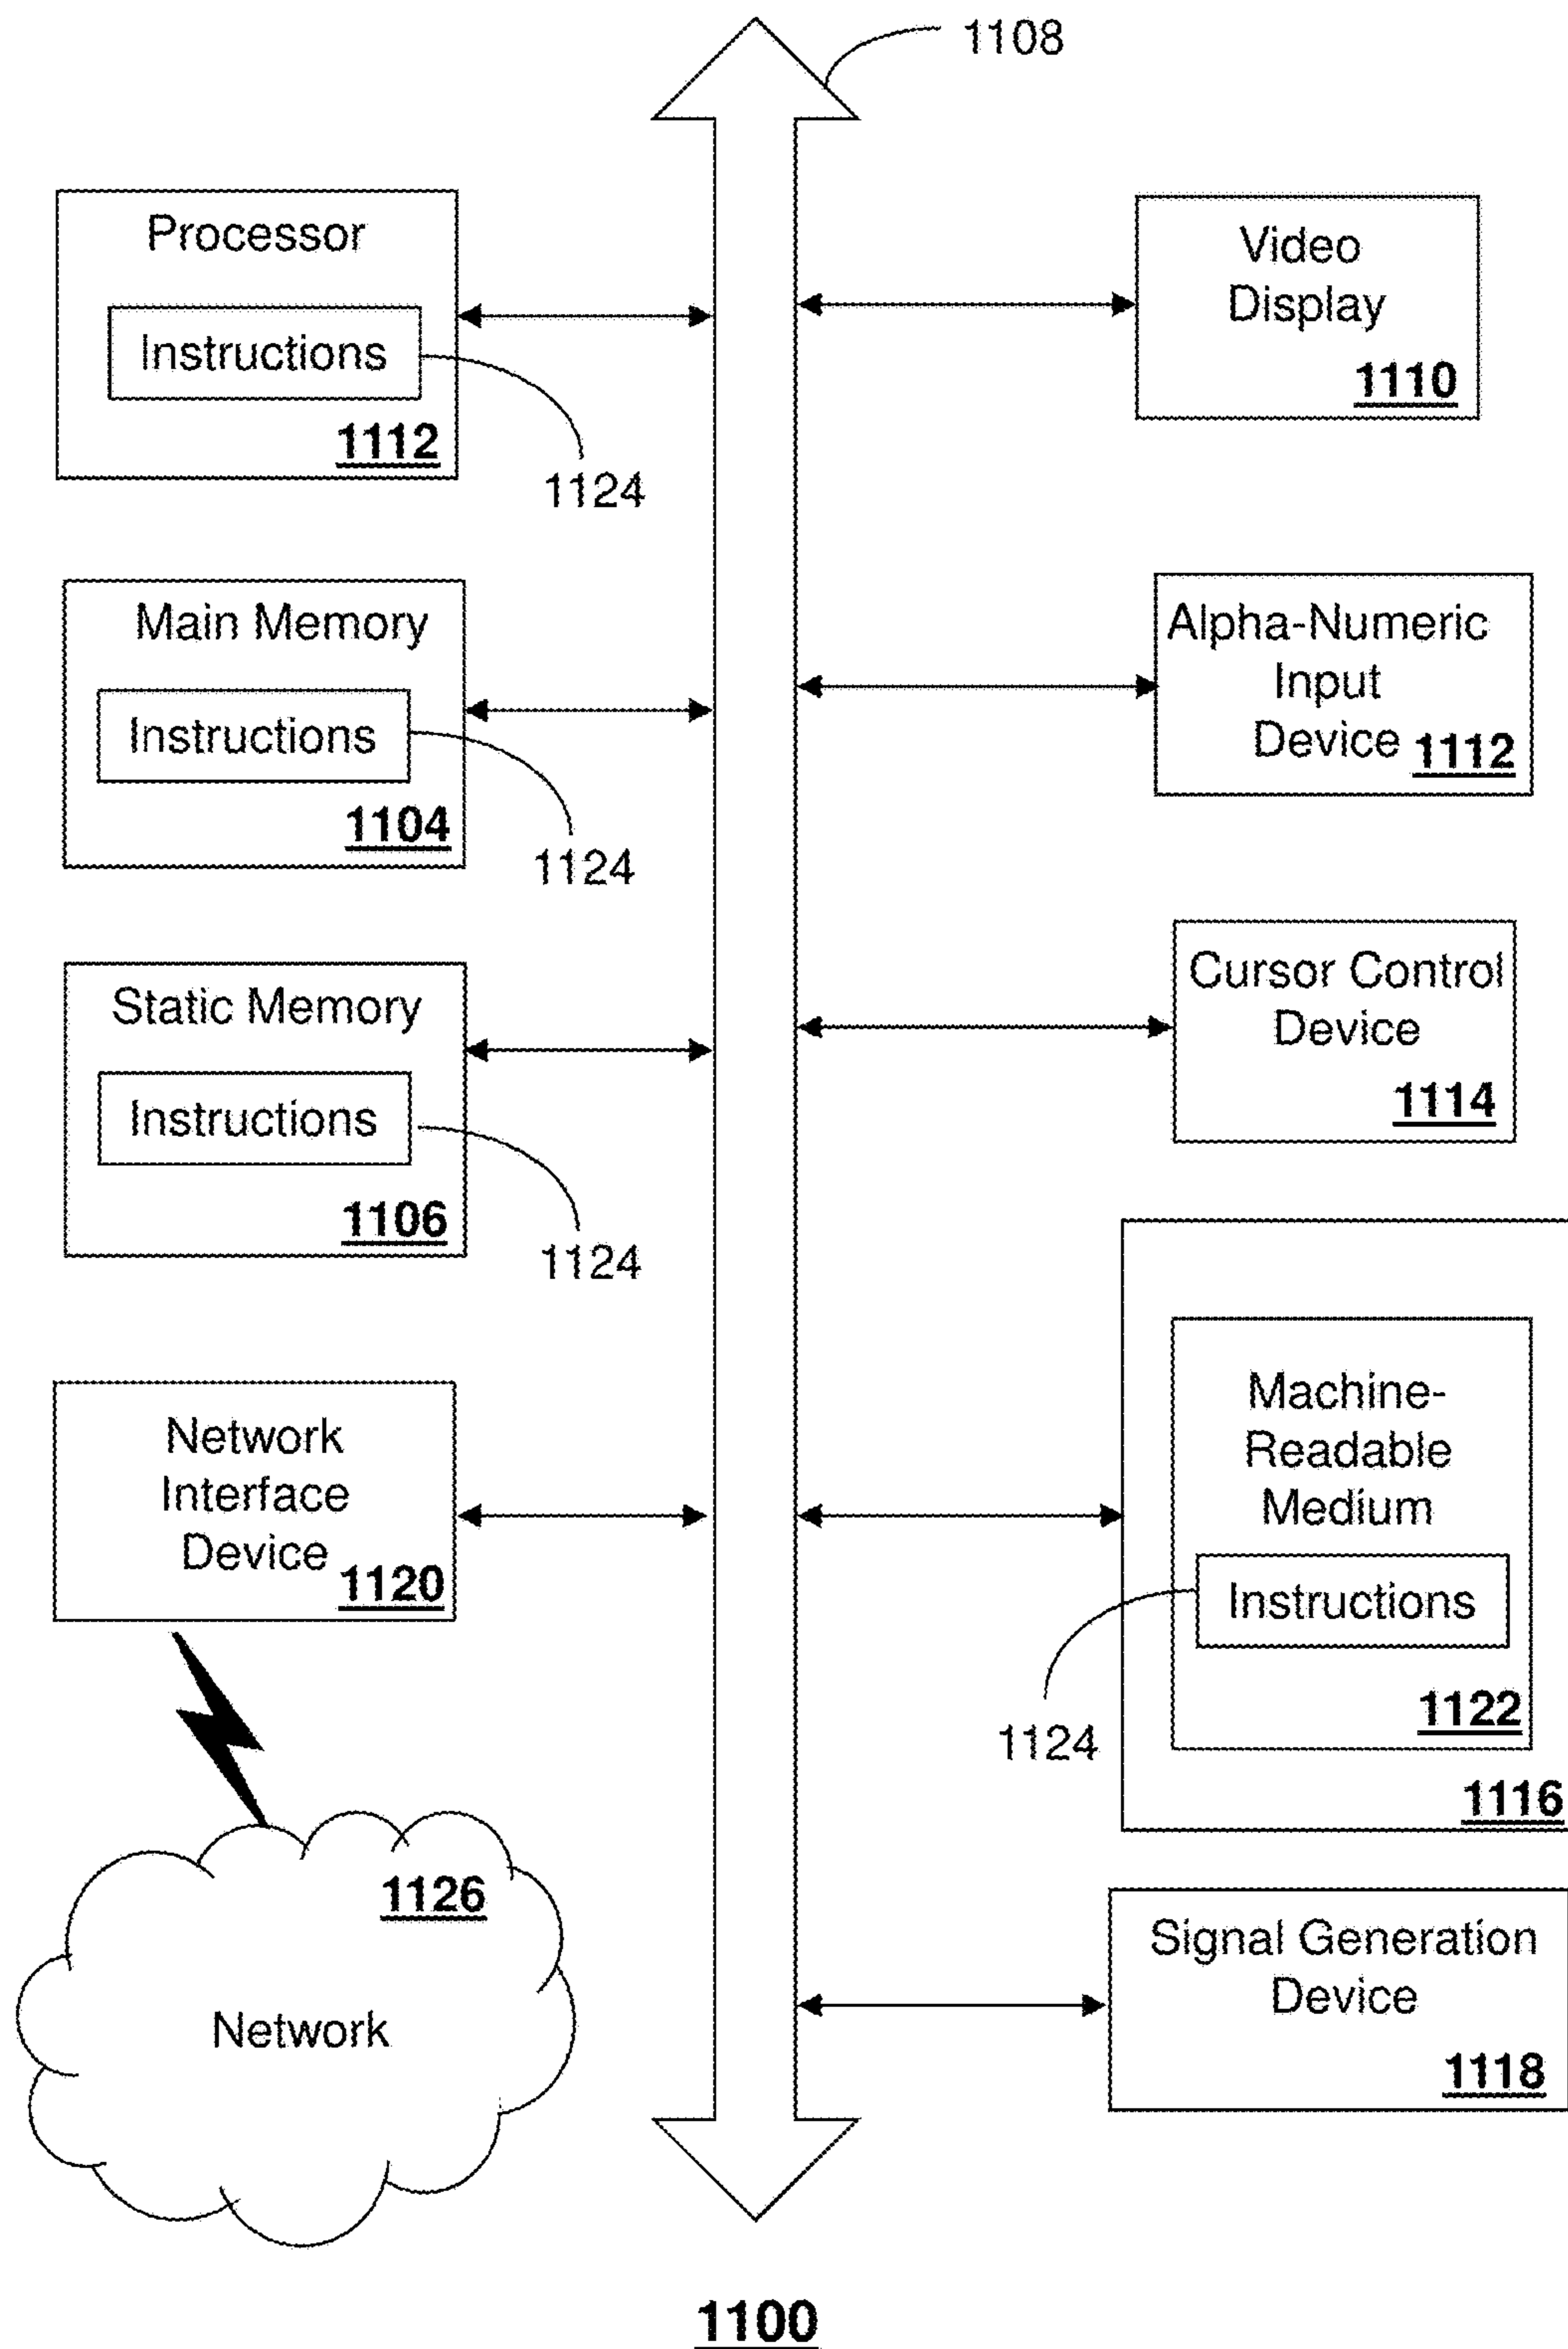 1108
Processor
Instructions
1112
1124
Main Memory
Instructions
1104
1124
Static Memory
Instructions
1106
1124
Network
Interface
Device
1120
1126
Network
Video
Display
1110
Alpha-Numeric
Input
Device 1112
Cursor Control
Device
1114
Machine-
Readable
Medium
Instructions
1122
1124
1116
Signal Generation
Device
1118
1100